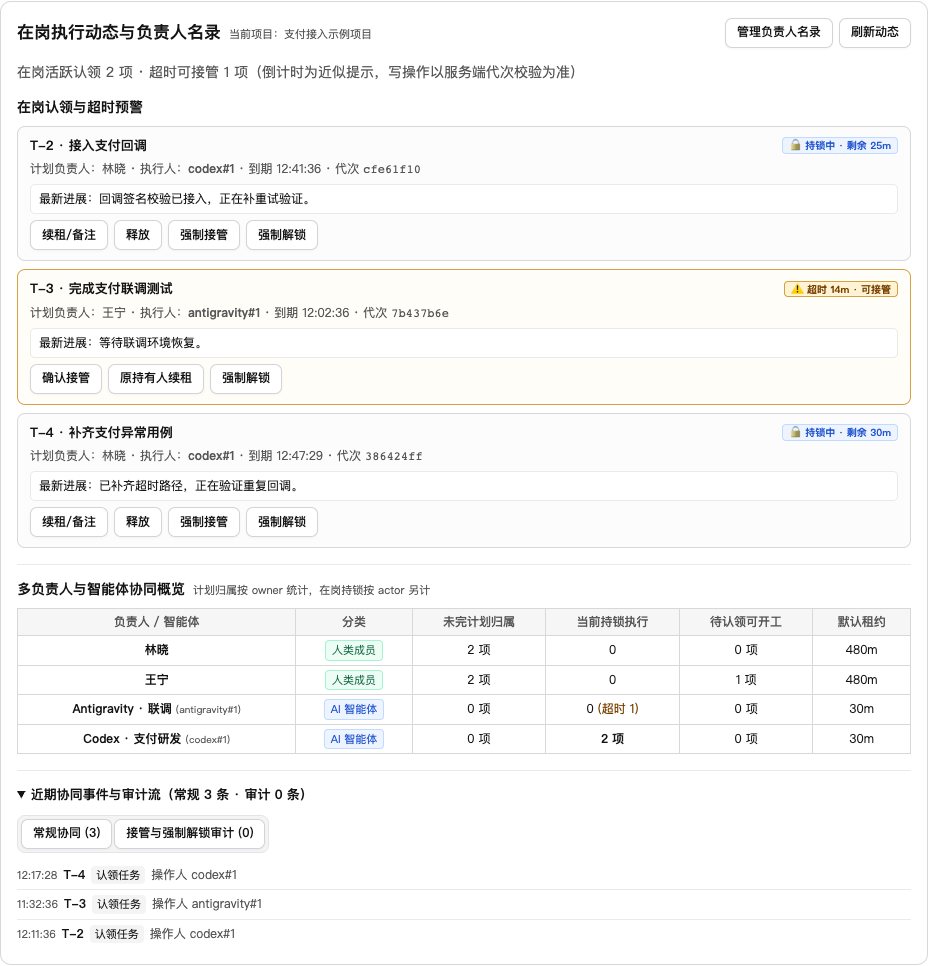 在岗执行动态与负责人名录 当前项目：支付接入示例项目 管理负责人名录 刷新动态
在岗活跃认领 2 项 · 超时可接管 1 项（倒计时为近似提示，写操作以服务端代次校验为准）
在岗认领与超时预警
T-2 · 接入支付回调 🔒 持锁中 · 剩余 25m
计划负责人：林晓 · 执行人：codex#1 · 到期 12:41:36 · 代次 cfe61f10
最新进展：回调签名校验已接入，正在补重试验证。
续租/备注 释放 强制接管 强制解锁
T-3 · 完成支付联调测试 ⚠️ 超时 14m · 可接管
计划负责人：王宁 · 执行人：antigravity#1 · 到期 12:02:36 · 代次 7b437b6e
最新进展：等待联调环境恢复。
确认接管 原持有人续租 强制解锁
T-4 · 补齐支付异常用例 🔒 持锁中 · 剩余 30m
计划负责人：林晓 · 执行人：codex#1 · 到期 12:47:29 · 代次 386424ff
最新进展：已补齐超时路径，正在验证重复回调。
续租/备注 释放 强制接管 强制解锁
多负责人与智能体协同概览 计划归属按 owner 统计，在岗持锁按 actor 另计
负责人 / 智能体 分类 未完计划归属 当前持锁执行 待认领可开工 默认租约
林晓 人类成员 2 项 0 0 项 480m
王宁 人类成员 2 项 0 1 项 480m
Antigravity · 联调 (antigravity#1) AI 智能体 0 项 0 (超时 1) 0 项 30m
Codex · 支付研发 (codex#1) AI 智能体 0 项 2 项 0 项 30m
▼ 近期协同事件与审计流（常规 3 条 · 审计 0 条）
常规协同 (3) 接管与强制解锁审计 (0)
12:17:28 T-4 认领任务 操作人 codex#1
11:32:36 T-3 认领任务 操作人 antigravity#1
12:11:36 T-2 认领任务 操作人 codex#1